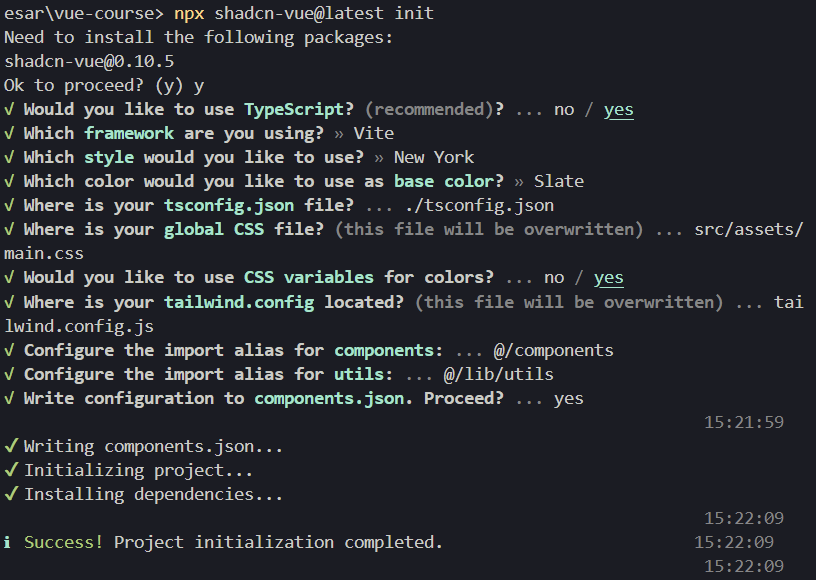 esar\vue-course> npx shadcn-vue@latest init
Need to install the following packages:
shadcn-vue@0.10.5
Ok to proceed? (y) y
√ Would you like to use TypeScript? (recommended)? ... no / yes
√ Which framework are you using? » Vite
√ Which style would you like to use? » New York
√ Which color would you like to use as base color? » Slate
√ Where is your tsconfig.json file? ... ./tsconfig.json
√ Where is your global CSS file? (this file will be overwritten) ... src/assets/
main.css
√ Would you like to use CSS variables for colors? ... no / yes
√ Where is your tailwind.config located? (this file will be overwritten) ... tai
lwind.config.js
√ Configure the import alias for components: ... @/components
√ Configure the import alias for utils: ... @/lib/utils
√ Write configuration to components.json. Proceed? ... yes
15:21:59
✔ Writing components.json...
✔ Initializing project...
✔ Installing dependencies...
15:22:09
ℹ Success! Project initialization completed. 15:22:09
15:22:09